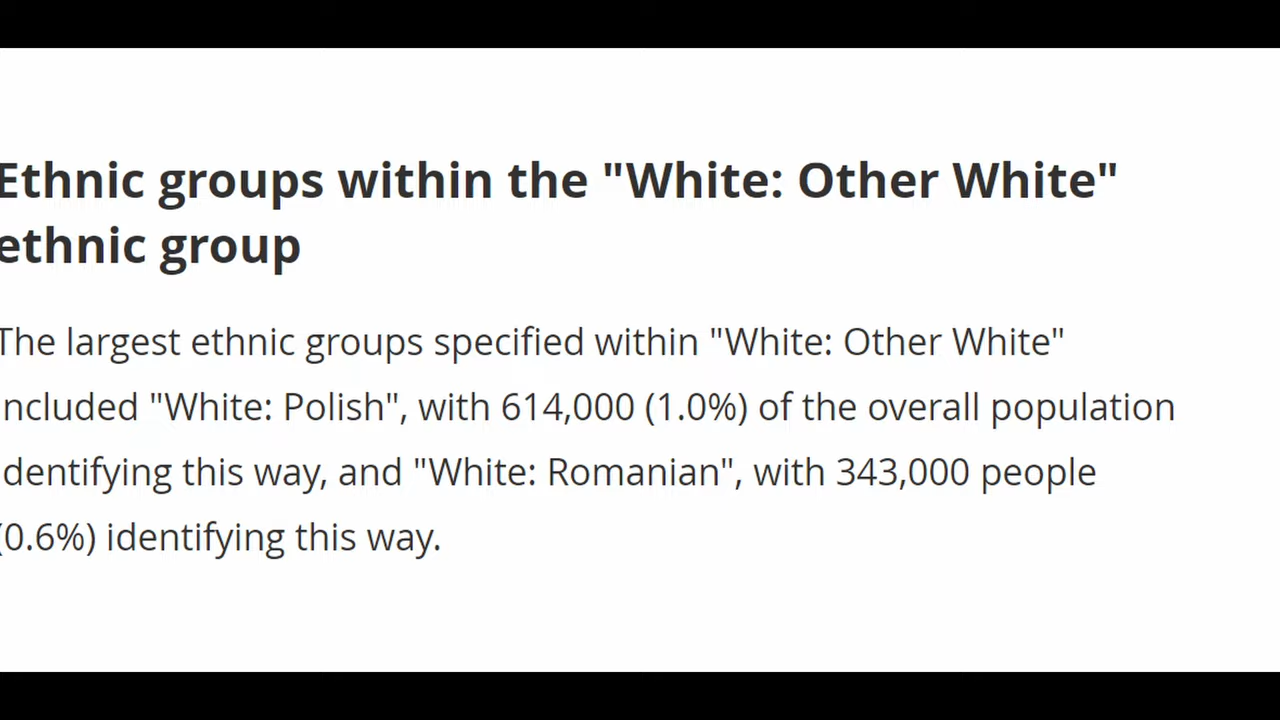 Ethnic groups within the "White: Other White"
ethnic group
The largest ethnic groups specified within "White: Other White"
ncluded "White: Polish", with 614,000 (1.0%) of the overall population
dentifying this way, and "White: Romanian", with 343,000 people
(0.6%) identifying this way.